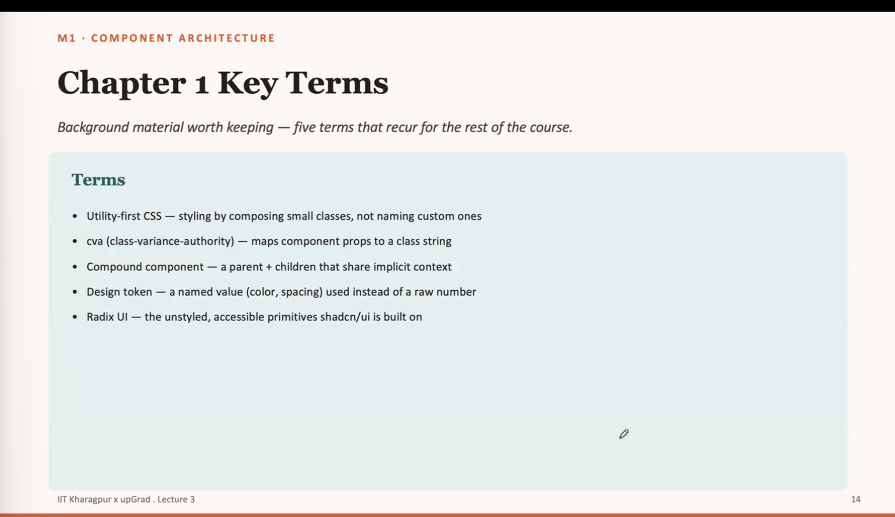 M1 · COMPONENT ARCHITECTURE
Chapter 1 Key Terms
Background material worth keeping — five terms that recur for the rest of the course.
Terms
• Utility-first CSS — styling by composing small classes, not naming custom ones
• cva (class-variance-authority) — maps component props to a class string
• Compound component — a parent + children that share implicit context
• Design token — a named value (color, spacing) used instead of a raw number
• Radix UI — the unstyled, accessible primitives shadcn/ui is built on
IIT Kharagpur x upGrad . Lecture 3
14